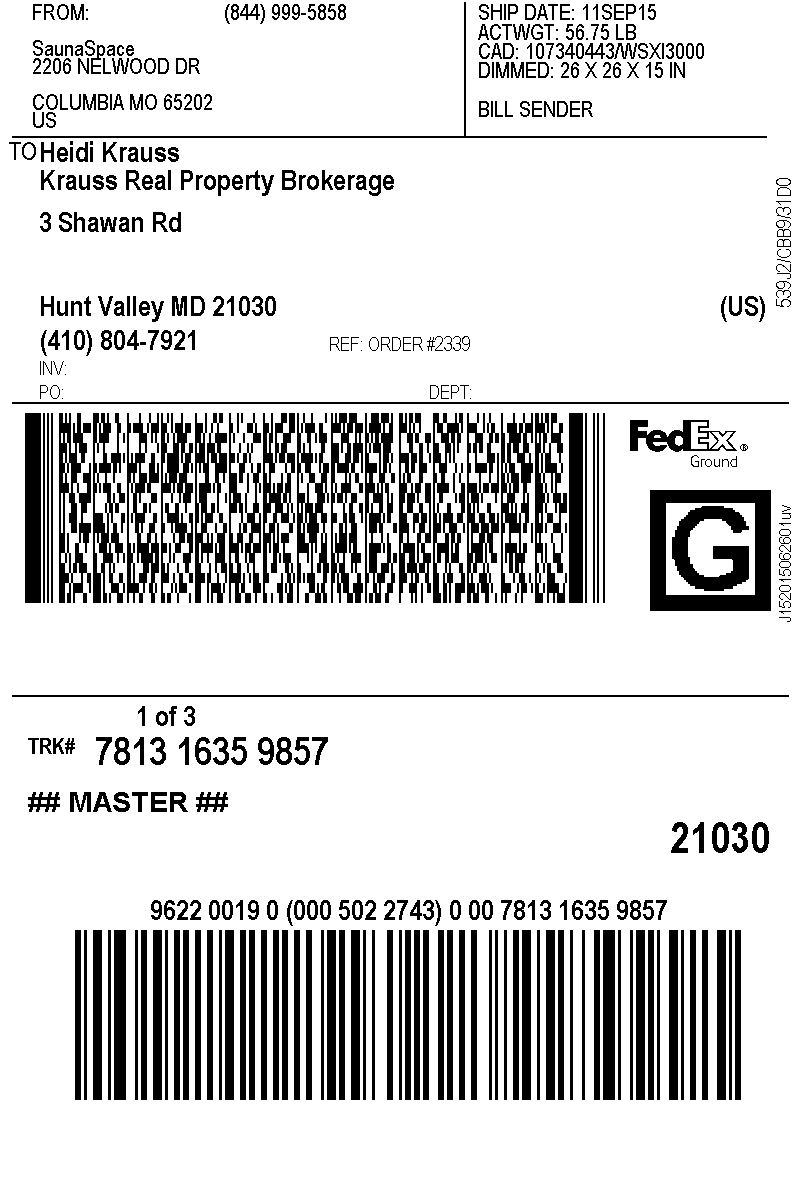 FROM: (844) 999-5858
SaunaSpace
2206 NELWOOD DR
COLUMBIA MO 65202
US
SHIP DATE: 11SEP15
ACTWGT: 56.75 LB
CAD: 107340443/WSXI3000
DIMMED: 26 X 26 X 15 IN
BILL SENDER
TO Heidi Krauss
Krauss Real Property Brokerage
3 Shawan Rd
Hunt Valley MD 21030 (US)
(410) 804-7921 REF: ORDER #2339
INV:
PO: DEPT:
539J2/CBB9/31D0
FedEx®
Ground
G
J152015062601uv
1 of 3
TRK# 7813 1635 9857
## MASTER ##
21030
9622 0019 0 (000 502 2743) 0 00 7813 1635 9857